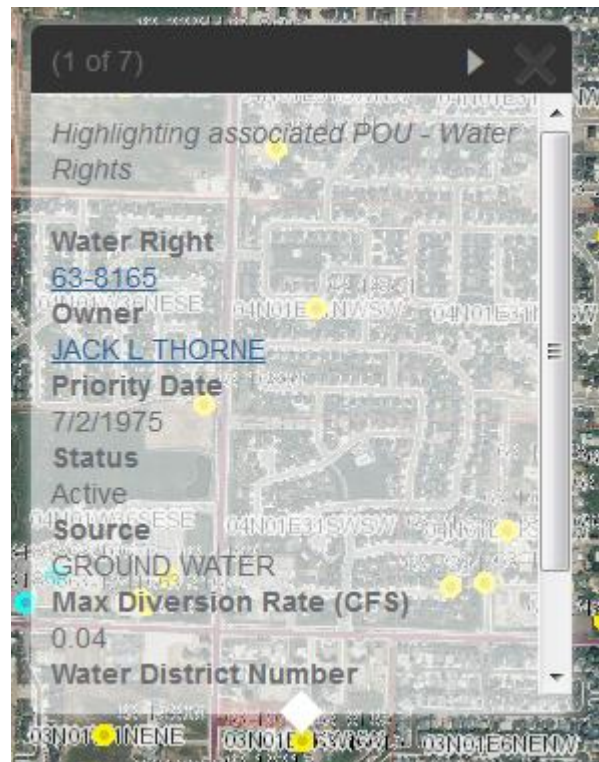 (1 of 7)
Highlighting associated POU - Water
Rights
Water Right
63-8165
Owner
JACK L THORNE
Priority Date
7/2/1975
Status
Active
Source
GROUND WATER
Max Diversion Rate (CFS)
0.04
Water District Number
04N01E31SWSW
03N01E6NENW